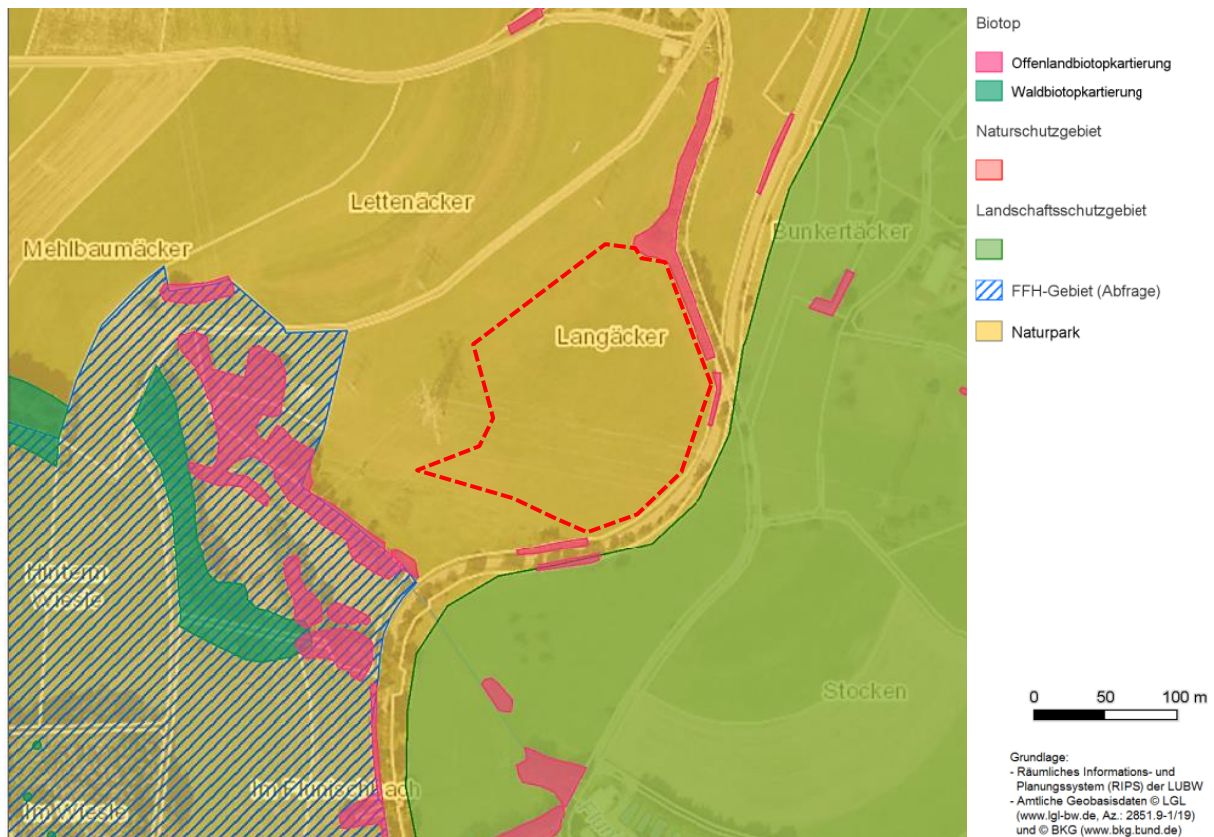 Lettenäcker
Mehlbaumäcker
Bunkertäcker
Langäcker
Hinterm
Wiesle
Stocken
Im
Im Wiesle
Biotop
Offenlandbiotopkartierung
Waldbiotopkartierung
Naturschutzgebiet
Landschaftsschutzgebiet
FFH-Gebiet (Abfrage)
Naturpark
0 50 100 m
Grundlage:
- Räumliches Informations- und
Planungssystem (RIPS) der LUBW
- Amtliche Geobasisdaten © LGL
(www.lgl-bw.de, Az.: 2851.9-1/19)
und © BKG (www.bkg.bund.de)